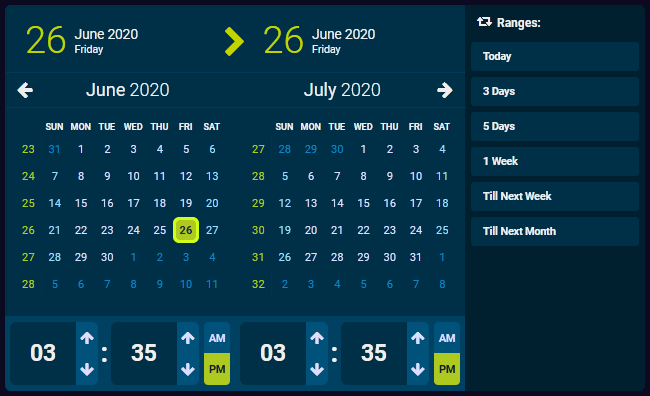 26 June 2020 Friday
26 June 2020 Friday
Ranges:
June 2020
July 2020
SUN MON TUE WED THU FRI SAT
23 31 1 2 3 4 5 6
24 7 8 9 10 11 12 13
25 14 15 16 17 18 19 20
26 21 22 23 24 25 26 27
27 28 29 30 1 2 3 4
28 5 6 7 8 9 10 11
SUN MON TUE WED THU FRI SAT
27 28 29 30 1 2 3 4
28 5 6 7 8 9 10 11
29 12 13 14 15 16 17 18
30 19 20 21 22 23 24 25
31 26 27 28 29 30 31 1
32 2 3 4 5 6 7 8
03 : 35 AM PM
03 : 35 AM PM
Today
3 Days
5 Days
1 Week
Till Next Week
Till Next Month